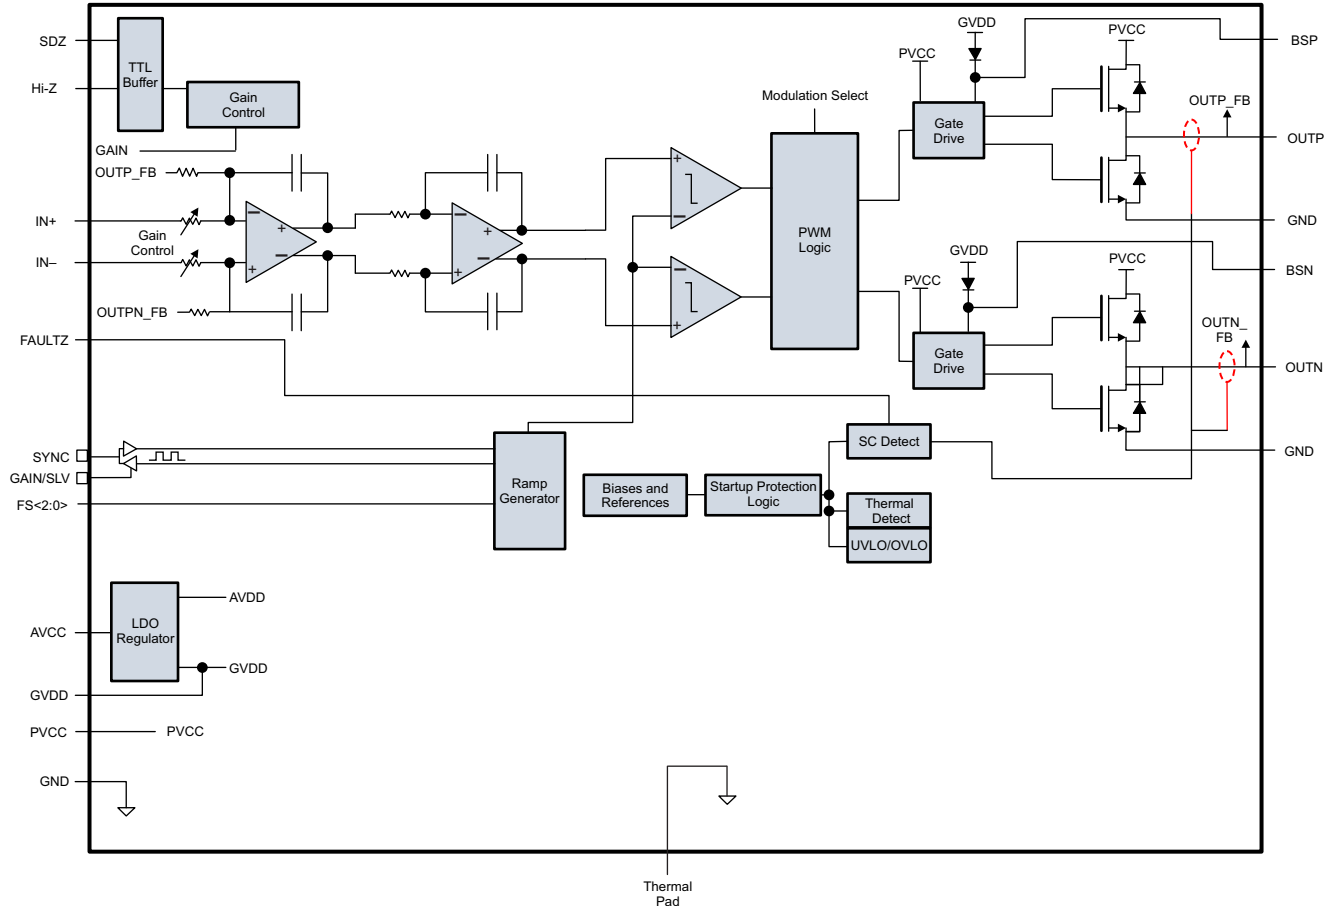 SDZ
TTL
Buffer
Hi-Z
Gain
Control
GAIN
OUTP_FB
IN+
Gain
Control
IN–
OUTPN_FB
FAULTZ
− +
+ −
− +
+ −
+
−
−
+
Modulation Select
PWM
Logic
GVDD
PVCC
Gate
Drive
PVCC
OUTP_FB
BSP
OUTP
GND
GVDD
PVCC
Gate
Drive
PVCC
OUTN_
FB
BSN
OUTN
GND
SYNC
GAIN/SLV
FS<2:0>
Ramp
Generator
Biases and
References
Startup Protection
Logic
SC Detect
Thermal
Detect
UVLO/OVLO
LDO
Regulator
AVDD
AVCC
GVDD
GVDD
PVCC
PVCC
GND
Thermal
Pad